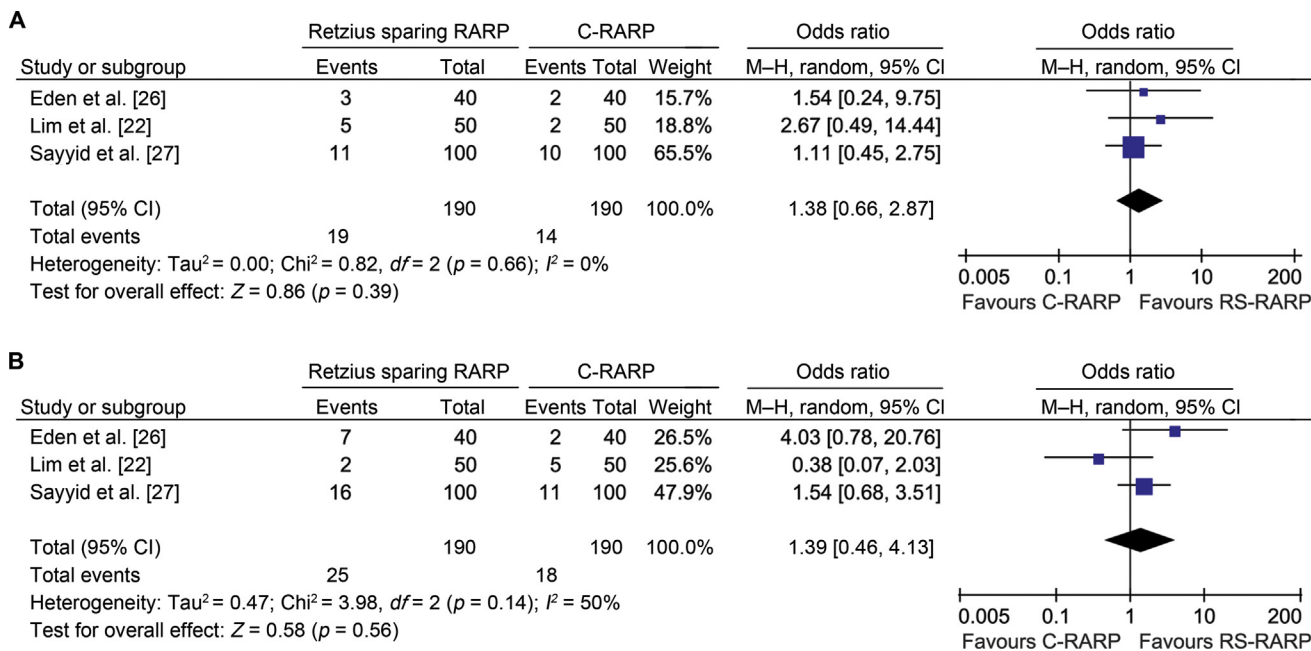 A
Retzius sparing RARP C-RARP Odds ratio Odds ratio
Study or subgroup Events Total Events Total Weight M–H, random, 95% CI M–H, random, 95% CI
Eden et al. [26] 3 40 2 40 15.7% 1.54 [0.24, 9.75]
Lim et al. [22] 5 50 2 50 18.8% 2.67 [0.49, 14.44]
Sayyid et al. [27] 11 100 10 100 65.5% 1.11 [0.45, 2.75]
Total (95% CI) 190 190 100.0% 1.38 [0.66, 2.87]
Total events 19 14
Heterogeneity: Tau² = 0.00; Chi² = 0.82, df = 2 (p = 0.66); I² = 0%
Test for overall effect: Z = 0.86 (p = 0.39)
0.005 0.1 1 10 200
Favours C-RARP Favours RS-RARP
B
Retzius sparing RARP C-RARP Odds ratio Odds ratio
Study or subgroup Events Total Events Total Weight M–H, random, 95% CI M–H, random, 95% CI
Eden et al. [26] 7 40 2 40 26.5% 4.03 [0.78, 20.76]
Lim et al. [22] 2 50 5 50 25.6% 0.38 [0.07, 2.03]
Sayyid et al. [27] 16 100 11 100 47.9% 1.54 [0.68, 3.51]
Total (95% CI) 190 190 100.0% 1.39 [0.46, 4.13]
Total events 25 18
Heterogeneity: Tau² = 0.47; Chi² = 3.98, df = 2 (p = 0.14); I² = 50%
Test for overall effect: Z = 0.58 (p = 0.56)
0.005 0.1 1 10 200
Favours C-RARP Favours RS-RARP